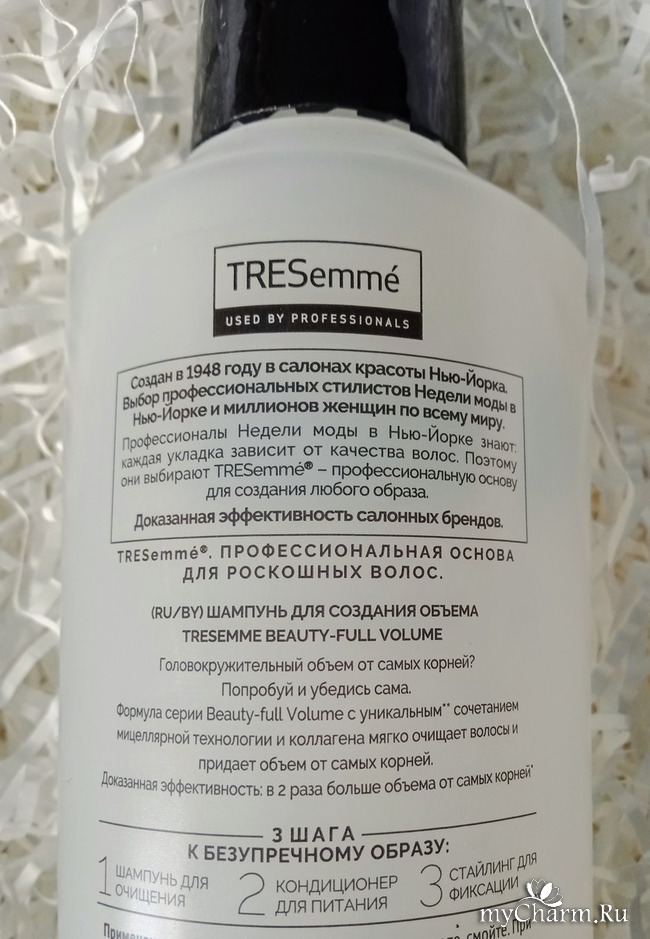 TRESemmé
USED BY PROFESSIONALS
Создан в 1948 году в салонах красоты Нью-Йорка.
Выбор профессиональных стилистов Недели моды в
Нью-Йорке и миллионов женщин по всему миру.
Профессионалы Недели моды в Нью-Йорке знают:
каждая укладка зависит от качества волос. Поэтому
они выбирают TRESemmé® – профессиональную основу
для создания любого образа.
Доказанная эффективность салонных брендов.
TRESemmé®. ПРОФЕССИОНАЛЬНАЯ ОСНОВА
ДЛЯ РОСКОШНЫХ ВОЛОС.
(RU/BY) ШАМПУНЬ ДЛЯ СОЗДАНИЯ ОБЪЕМА
TRESEMME BEAUTY-FULL VOLUME
Головокружительный объем от самых корней?
Попробуй и убедись сама.
Формула серии Beauty-full Volume с уникальным** сочетанием
мицеллярной технологии и коллагена мягко очищает волосы и
придает объем от самых корней.
Доказанная эффективность: в 2 раза больше объема от самых корней*
3 ШАГА
К БЕЗУПРЕЧНОМУ ОБРАЗУ:
1 ШАМПУНЬ ДЛЯ ОЧИЩЕНИЯ
2 КОНДИЦИОНЕР ДЛЯ ПИТАНИЯ
3 СТАЙЛИНГ ДЛЯ ФИКСАЦИИ
смойте. При
myCharm.Ru